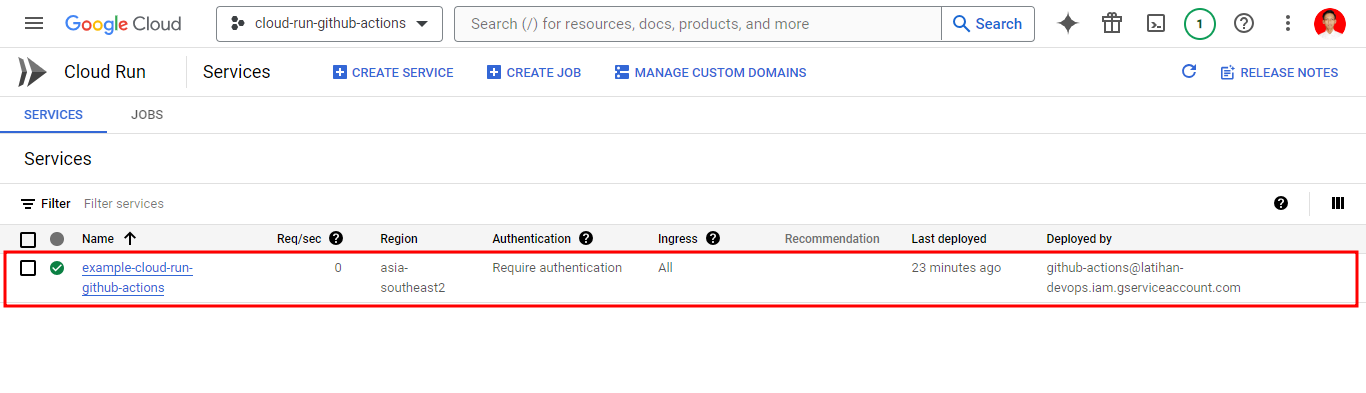 Google Cloud cloud-run-github-actions Search (/) for resources, docs, products, and more Search 1
Cloud Run Services CREATE SERVICE CREATE JOB MANAGE CUSTOM DOMAINS RELEASE NOTES
SERVICES JOBS
Services
Filter Filter services
Name Req/sec Region Authentication Ingress Recommendation Last deployed Deployed by
example-cloud-run- 0 asia- Require authentication All 23 minutes ago github-actions@latihan-
github-actions southeast2 devops.iam.gserviceaccount.com